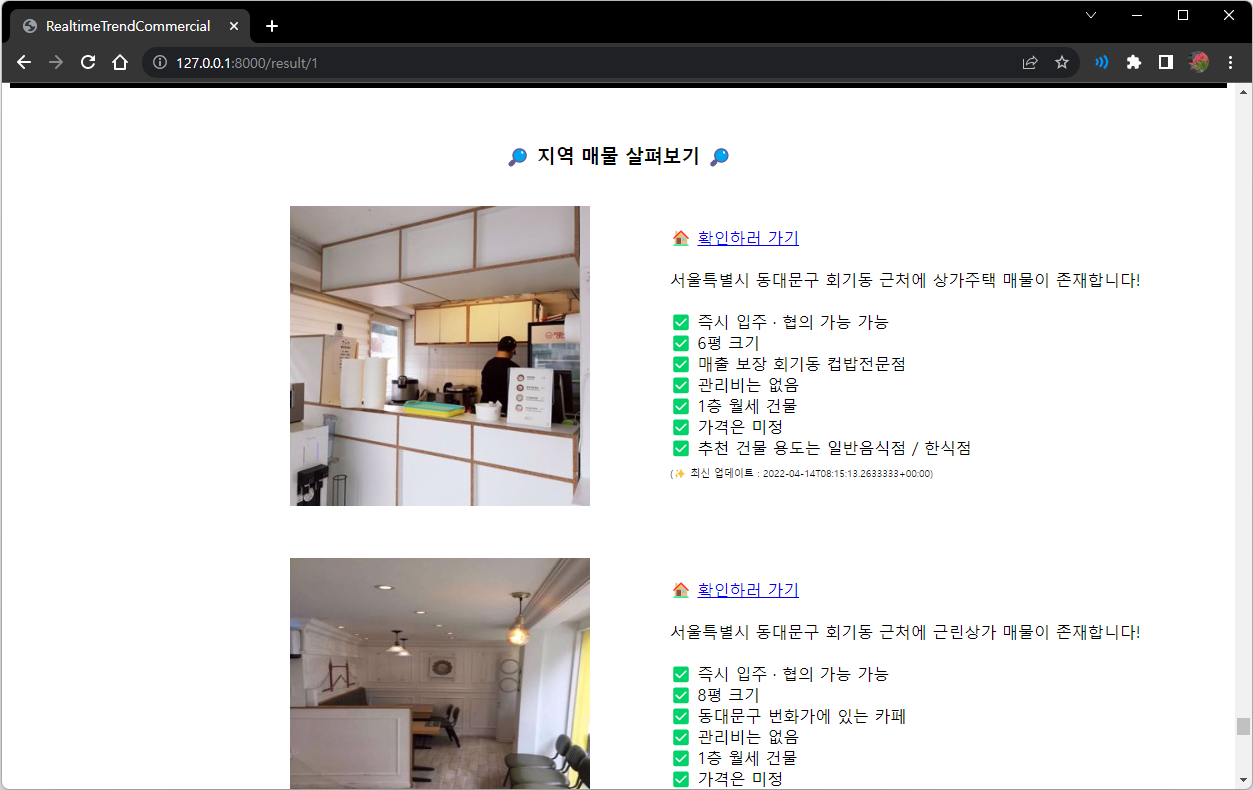 RealtimeTrendCommercial
127.0.0.1:8000/result/1
지역 매물 살펴보기
확인하러 가기
서울특별시 동대문구 회기동 근처에 상가주택 매물이 존재합니다!
즉시 입주 · 협의 가능 가능
6평 크기
매출 보장 회기동 컵밥전문점
관리비는 없음
1층 월세 건물
가격은 미정
추천 건물 용도는 일반음식점 / 한식점
(✨ 최신 업데이트 : 2022-04-14T08:15:13.2633333+00:00)
확인하러 가기
서울특별시 동대문구 회기동 근처에 근린상가 매물이 존재합니다!
즉시 입주 · 협의 가능 가능
8평 크기
동대문구 번화가에 있는 카페
관리비는 없음
1층 월세 건물
가격은 미정